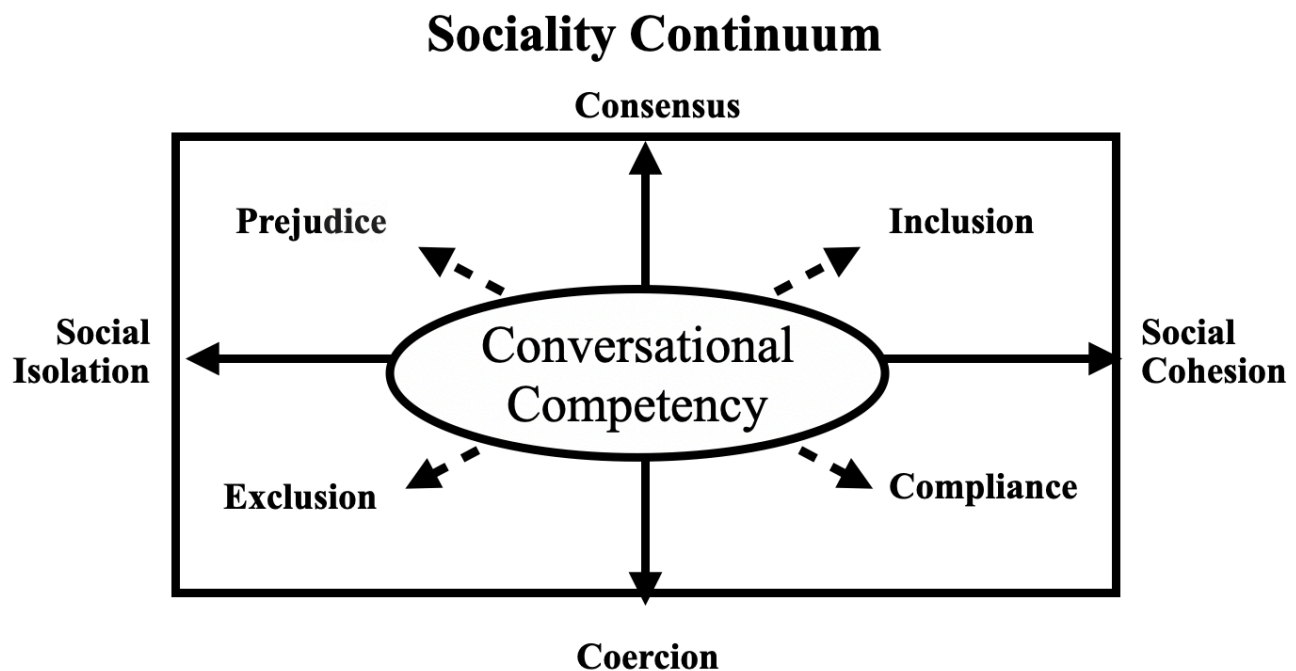 Sociality Continuum
Consensus
Prejudice
Inclusion
Social
Isolation
Conversational
Competency
Social
Cohesion
Exclusion
Compliance
Coercion